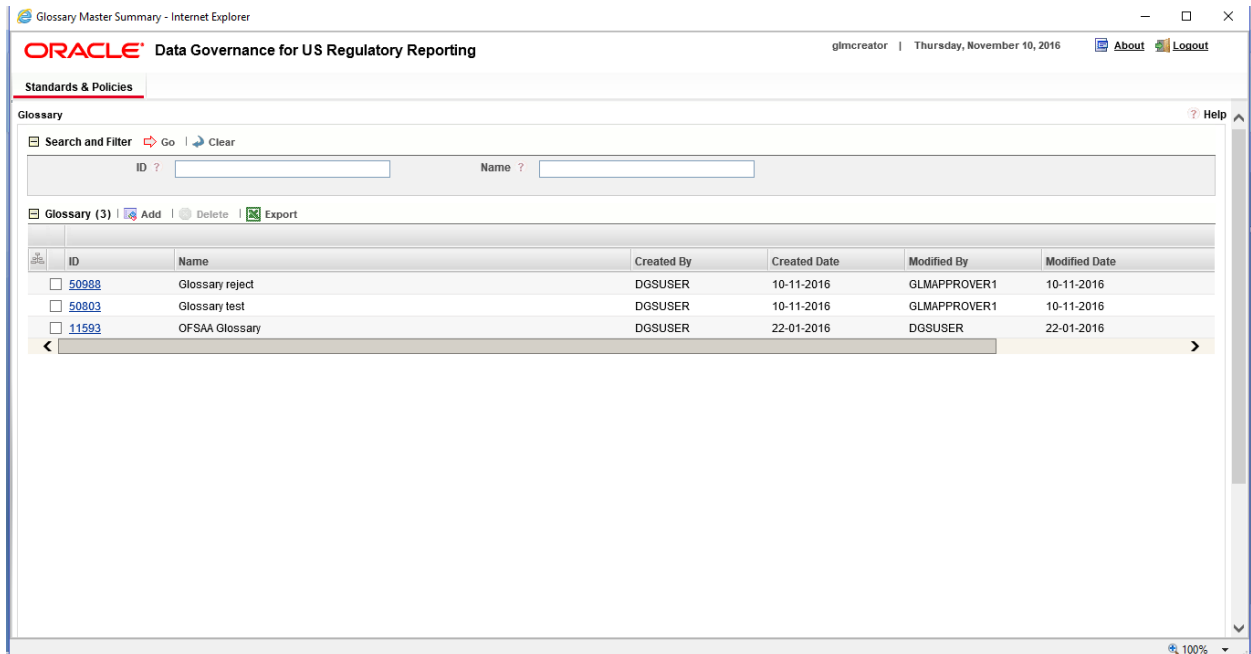 Glossary Master Summary - Internet Explorer
ORACLE Data Governance for US Regulatory Reporting
glmcreator | Thursday, November 10, 2016 About Logout
Standards & Policies
Glossary
? Help
Search and Filter Go | Clear
ID ? Name ?
Glossary (3) | Add | Delete | Export
ID Name Created By Created Date Modified By Modified Date
50988 Glossary reject DGSUSER 10-11-2016 GLMAPPROVER1 10-11-2016
50803 Glossary test DGSUSER 10-11-2016 GLMAPPROVER1 10-11-2016
11593 OFSAA Glossary DGSUSER 22-01-2016 DGSUSER 22-01-2016
100%